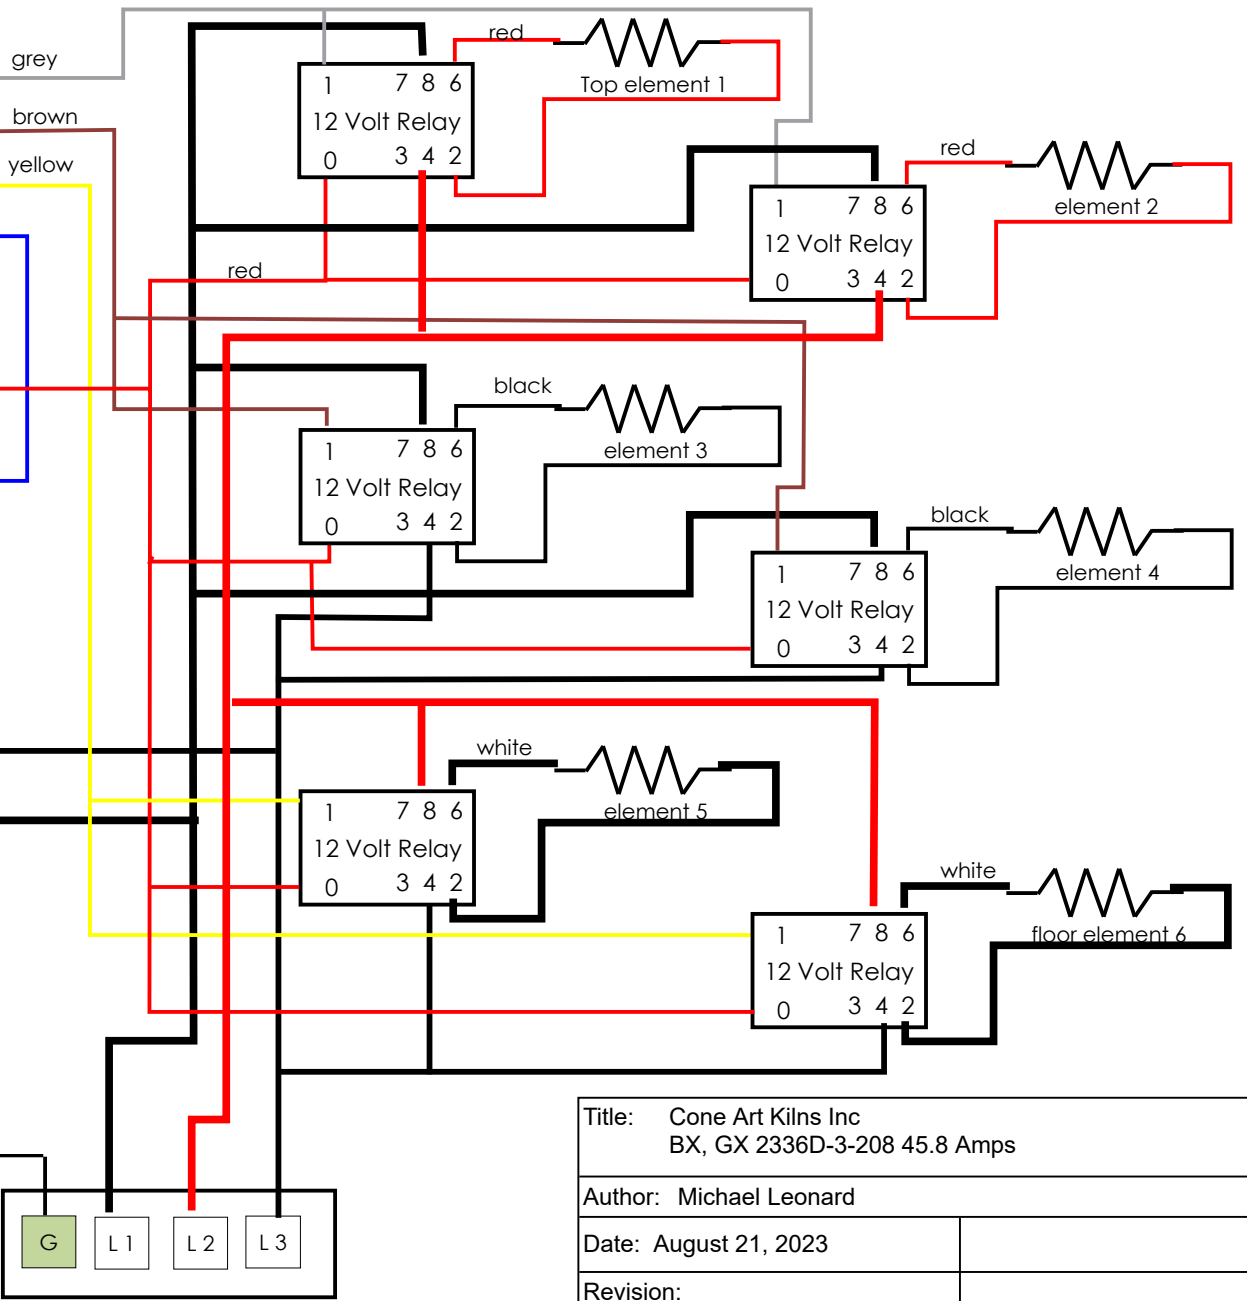 grey
red
Top element 1
1 7 8 6
12 Volt Relay
0 3 4 2
brown
yellow
red
element 2
1 7 8 6
12 Volt Relay
0 3 4 2
red
black
element 3
1 7 8 6
12 Volt Relay
0 3 4 2
black
element 4
1 7 8 6
12 Volt Relay
0 3 4 2
white
element 5
1 7 8 6
12 Volt Relay
0 3 4 2
white
floor element 6
1 7 8 6
12 Volt Relay
0 3 4 2
G L 1 L 2 L 3
Title: Cone Art Kilns Inc
BX, GX 2336D-3-208 45.8 Amps
Author: Michael Leonard
Date: August 21, 2023
Revision: